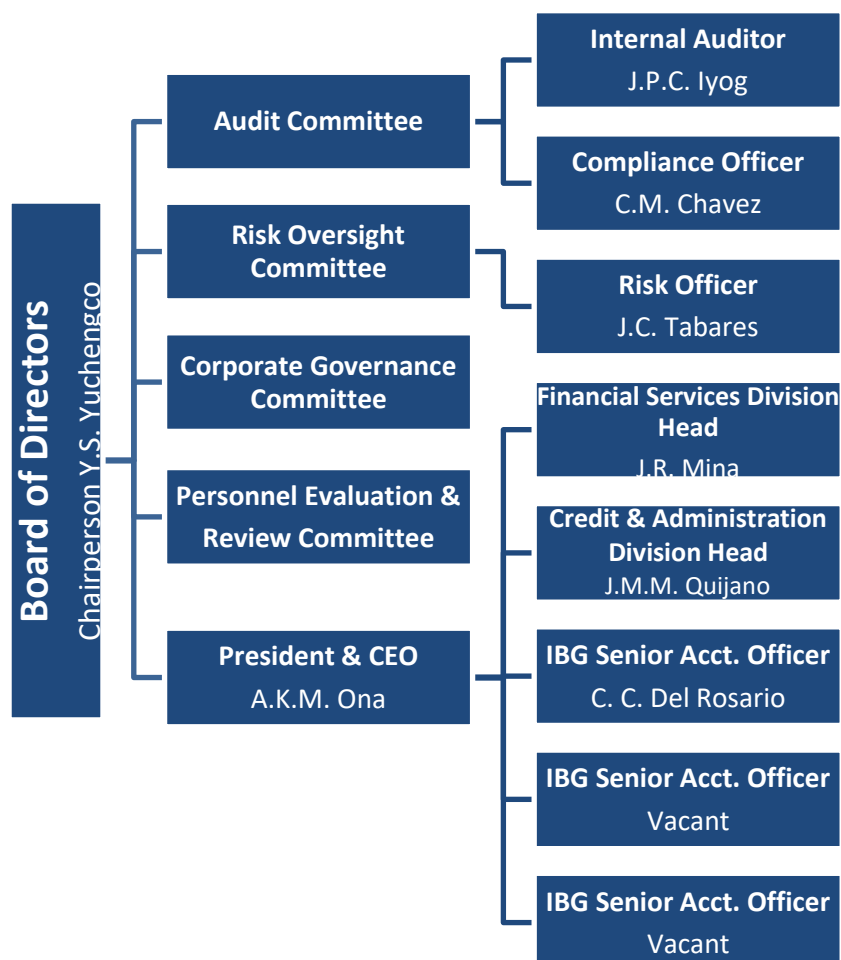 Board of Directors
Chairperson Y.S. Yuchengco
Audit Committee
Internal Auditor
J.P.C. Iyog
Compliance Officer
C.M. Chavez
Risk Oversight
Committee
Risk Officer
J.C. Tabares
Corporate Governance
Committee
Personnel Evaluation &
Review Committee
President & CEO
A.K.M. Ona
Financial Services Division
Head
J.R. Mina
Credit & Administration
Division Head
J.M.M. Quijano
IBG Senior Acct. Officer
C. C. Del Rosario
IBG Senior Acct. Officer
Vacant
IBG Senior Acct. Officer
Vacant